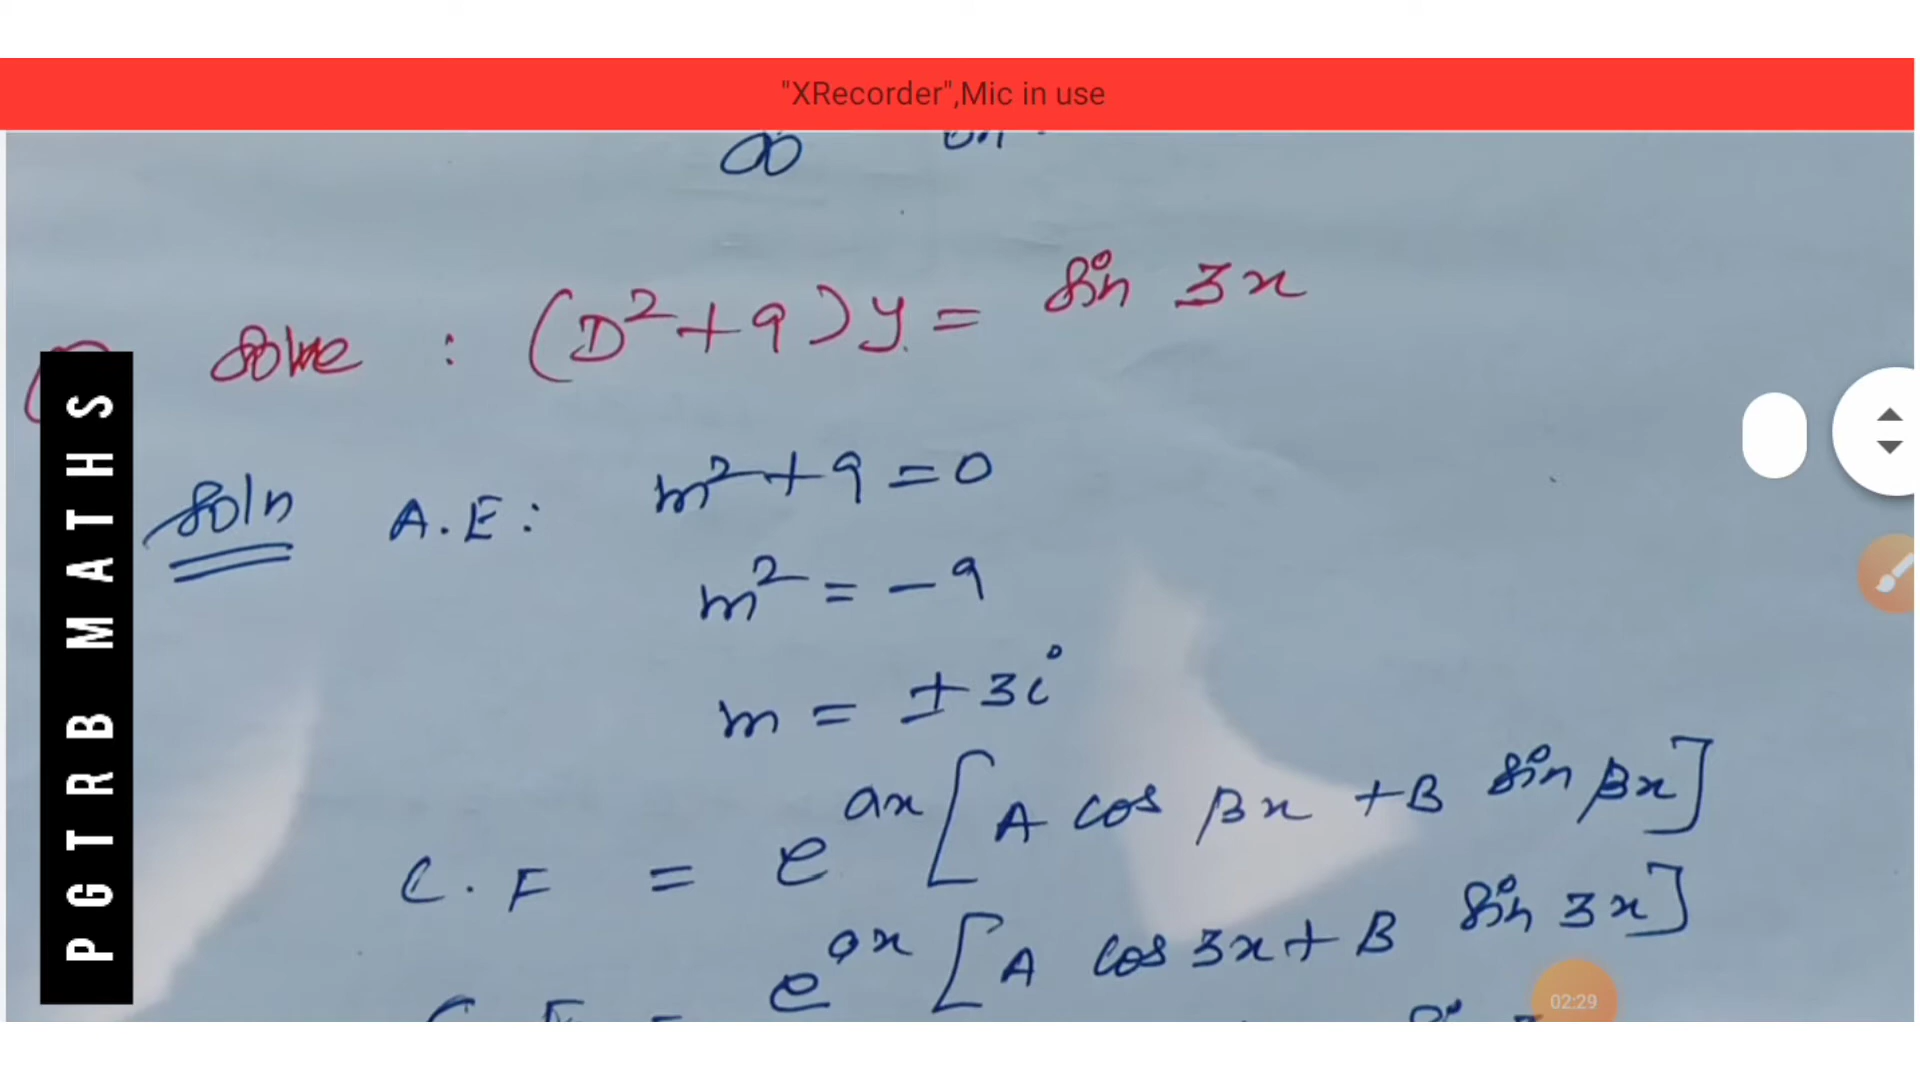 "XRecorder",Mic in use
Solve : (D²+9)y = sin 3x
Soln A.E: m²+9=0
m² = -9
m = ±3i
C.F = e^{αx} [A cos βx + B sin βx]
e^{0x} [A cos 3x + B sin 3x]
02:29
PGTRB MATHS